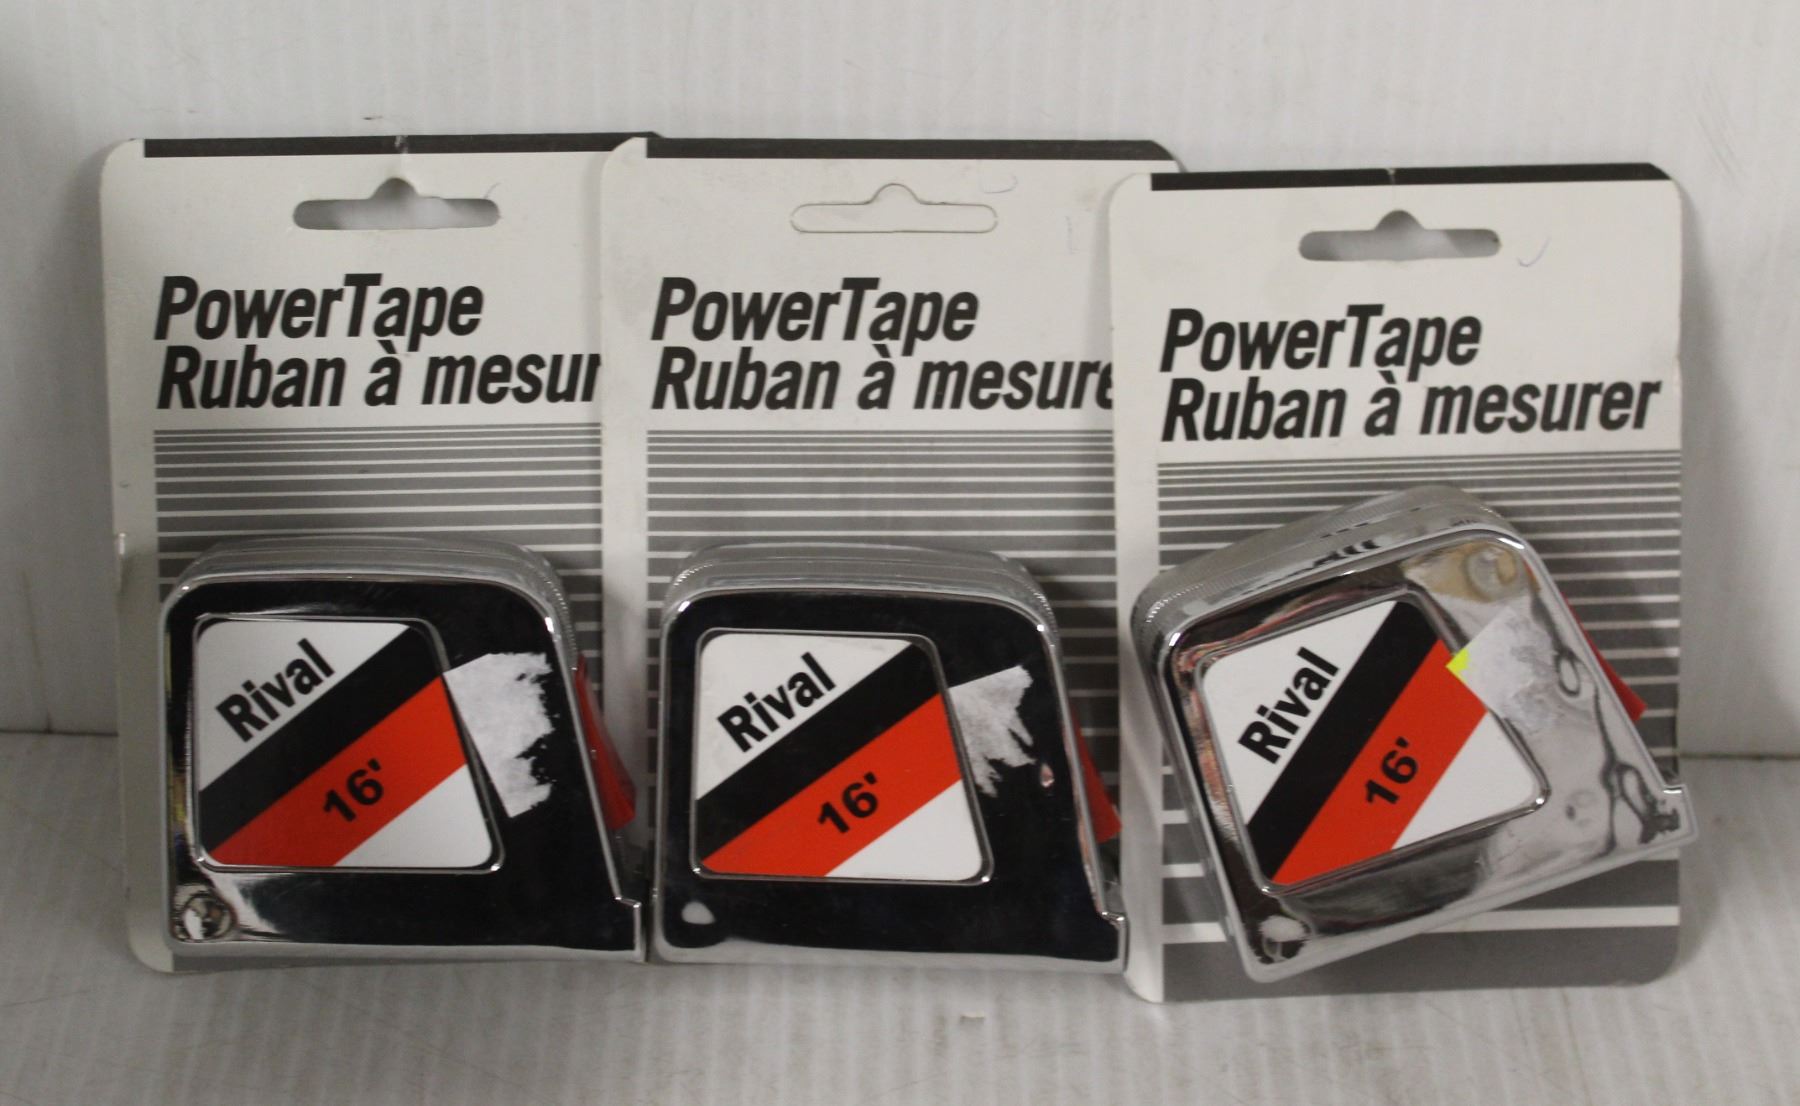 PowerTape
Ruban à mesur
Rival
16'
PowerTape
Ruban à mesure
Rival
16'
PowerTape
Ruban à mesurer
Rival
16'